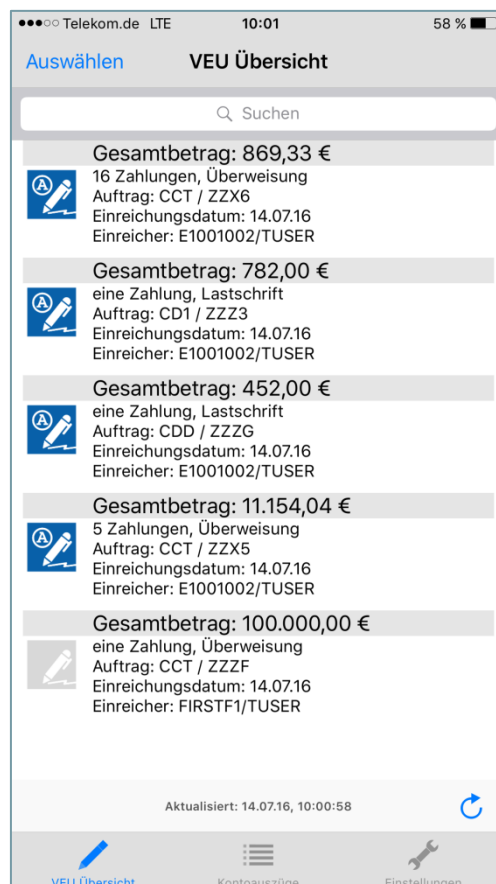 Telekom.de LTE 10:01 58 %
Auswählen VEU Übersicht
Suchen
Gesamtbetrag: 869,33 €
16 Zahlungen, Überweisung
Auftrag: CCT / ZZX6
Einreichungsdatum: 14.07.16
Einreicher: E1001002/TUSER
Gesamtbetrag: 782,00 €
eine Zahlung, Lastschrift
Auftrag: CD1 / ZZZ3
Einreichungsdatum: 14.07.16
Einreicher: E1001002/TUSER
Gesamtbetrag: 452,00 €
eine Zahlung, Lastschrift
Auftrag: CDD / ZZZG
Einreichungsdatum: 14.07.16
Einreicher: E1001002/TUSER
Gesamtbetrag: 11.154,04 €
5 Zahlungen, Überweisung
Auftrag: CCT / ZZX5
Einreichungsdatum: 14.07.16
Einreicher: E1001002/TUSER
Gesamtbetrag: 100.000,00 €
eine Zahlung, Überweisung
Auftrag: CCT / ZZZF
Einreichungsdatum: 14.07.16
Einreicher: FIRSTF1/TUSER
Aktualisiert: 14.07.16, 10:00:58
VEU Übersicht Kontoauszüge Einstellungen